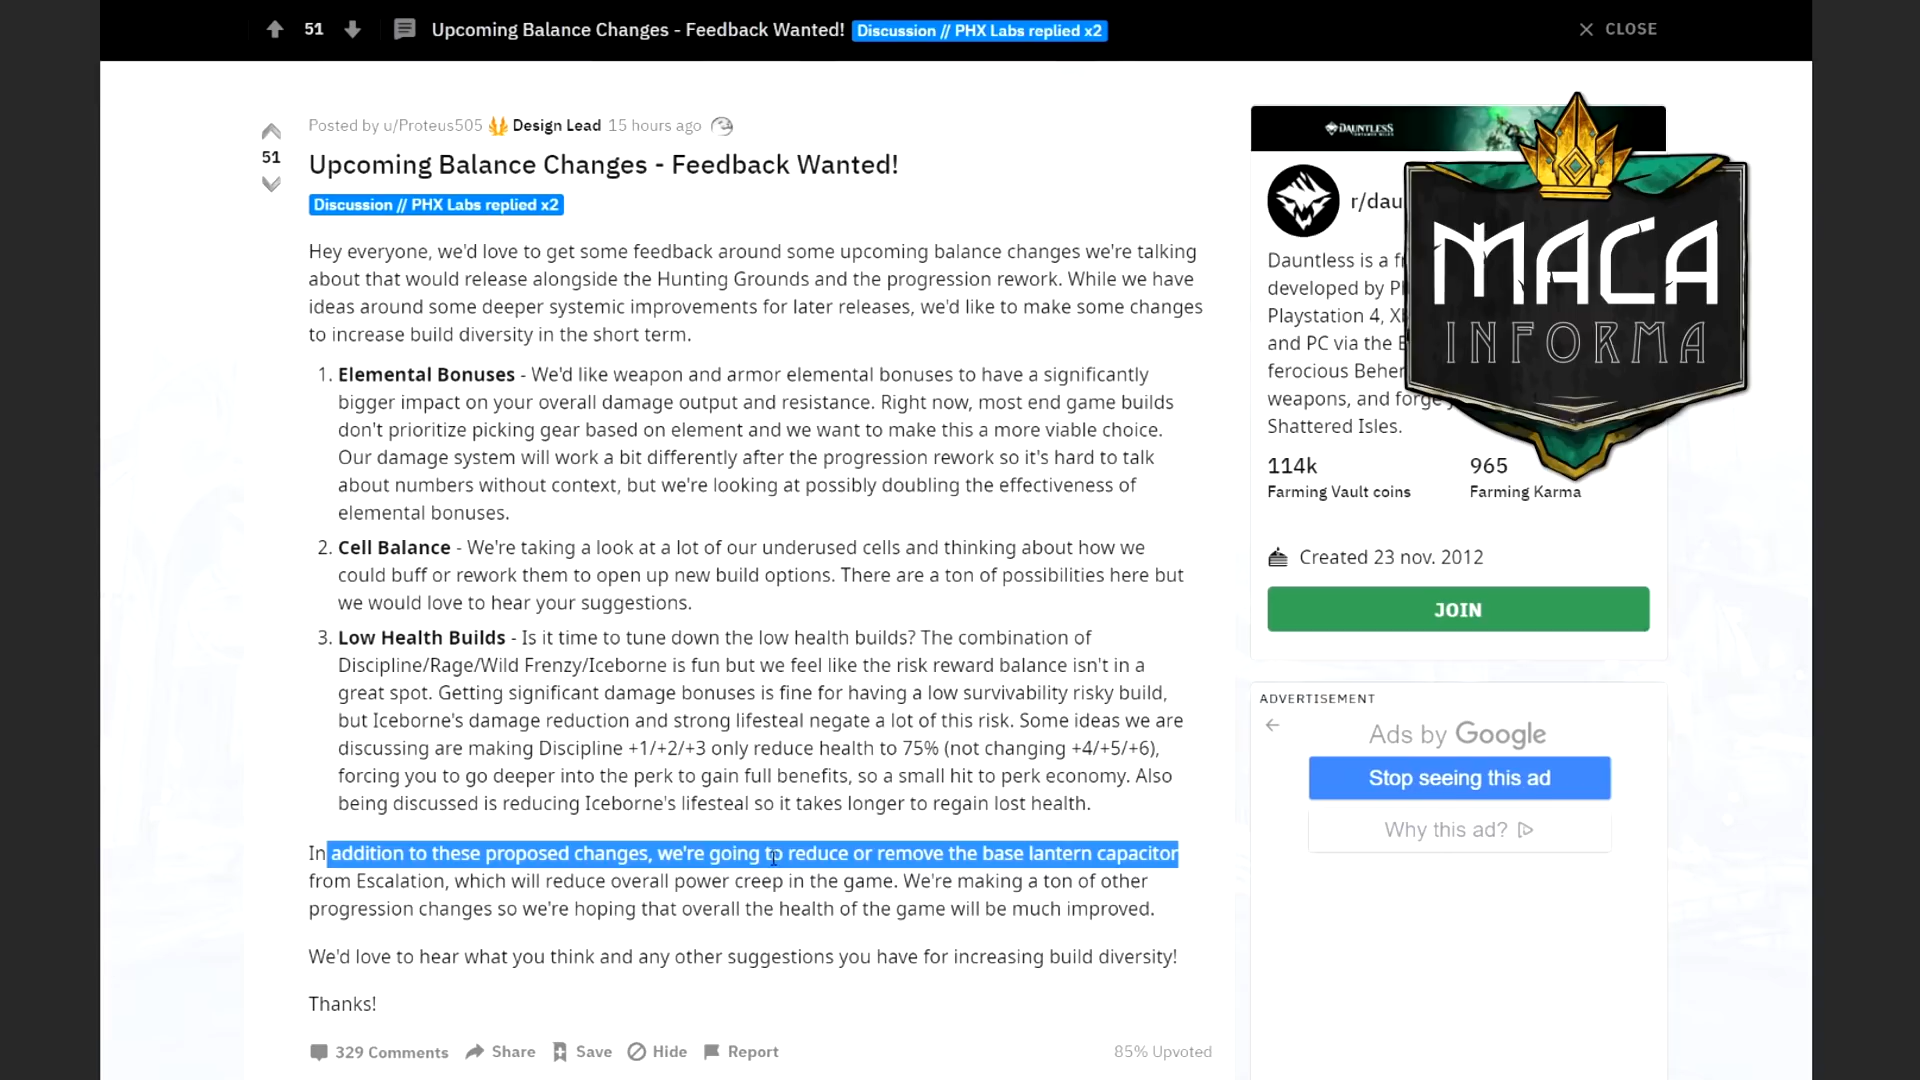 51 Upcoming Balance Changes - Feedback Wanted! Discussion // PHX Labs replied x2 CLOSE
Posted by u/Proteus505 Design Lead 15 hours ago
51
Upcoming Balance Changes - Feedback Wanted!
Discussion // PHX Labs replied x2
Hey everyone, we'd love to get some feedback around some upcoming balance changes we're talking
about that would release alongside the Hunting Grounds and the progression rework. While we have
ideas around some deeper systemic improvements for later releases, we'd like to make some changes
to increase build diversity in the short term.
1. Elemental Bonuses - We'd like weapon and armor elemental bonuses to have a significantly
bigger impact on your overall damage output and resistance. Right now, most end game builds
don't prioritize picking gear based on element and we want to make this a more viable choice.
Our damage system will work a bit differently after the progression rework so it's hard to talk
about numbers without context, but we're looking at possibly doubling the effectiveness of
elemental bonuses.
2. Cell Balance - We're taking a look at a lot of our underused cells and thinking about how we
could buff or rework them to open up new build options. There are a ton of possibilities here but
we would love to hear your suggestions.
3. Low Health Builds - Is it time to tune down the low health builds? The combination of
Discipline/Rage/Wild Frenzy/Iceborne is fun but we feel like the risk reward balance isn't in a
great spot. Getting significant damage bonuses is fine for having a low survivability risky build,
but Iceborne's damage reduction and strong lifesteal negate a lot of this risk. Some ideas we are
discussing are making Discipline +1/+2/+3 only reduce health to 75% (not changing +4/+5/+6),
forcing you to go deeper into the perk to gain full benefits, so a small hit to perk economy. Also
being discussed is reducing Iceborne's lifesteal so it takes longer to regain lost health.
In addition to these proposed changes, we're going to reduce or remove the base lantern capacitor
from Escalation, which will reduce overall power creep in the game. We're making a ton of other
progression changes so we're hoping that overall the health of the game will be much improved.
We'd love to hear what you think and any other suggestions you have for increasing build diversity!
Thanks!
329 Comments Share Save Hide Report 85% Upvoted
DAUNTLESS
r/dau
MACA
INFORMA
Dauntless is a f
developed by P
Playstation 4, X
and PC via the
ferocious Behe
weapons, and forge
Shattered Isles.
114k 965
Farming Vault coins Farming Karma
Created 23 nov. 2012
JOIN
ADVERTISEMENT
Ads by Google
Stop seeing this ad
Why this ad?